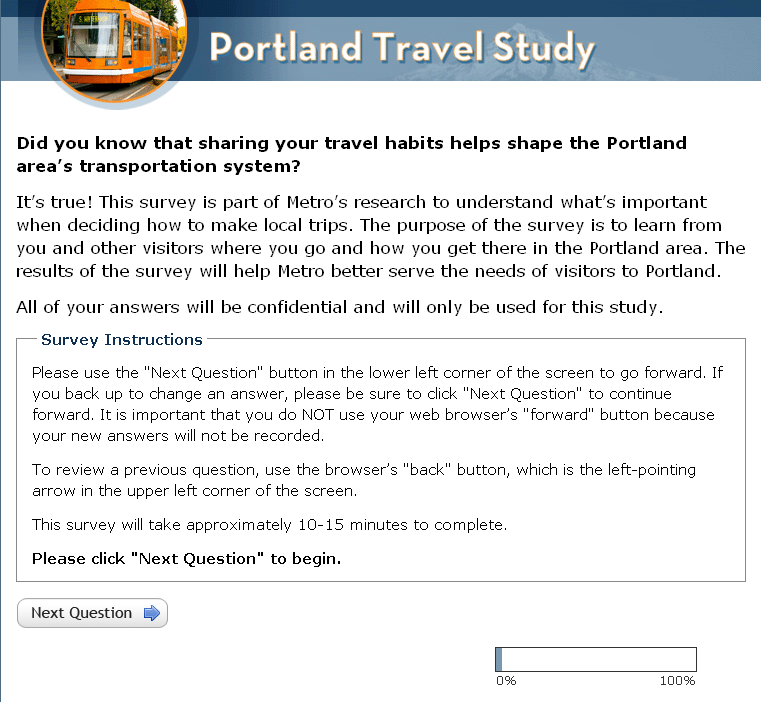 Portland Travel Study
Did you know that sharing your travel habits helps shape the Portland
area's transportation system?
It's true! This survey is part of Metro's research to understand what's important
when deciding how to make local trips. The purpose of the survey is to learn from
you and other visitors where you go and how you get there in the Portland area. The
results of the survey will help Metro better serve the needs of visitors to Portland.
All of your answers will be confidential and will only be used for this study.
Survey Instructions
Please use the "Next Question" button in the lower left corner of the screen to go forward. If
you back up to change an answer, please be sure to click "Next Question" to continue
forward. It is important that you do NOT use your web browser's "forward" button because
your new answers will not be recorded.
To review a previous question, use the browser's "back" button, which is the left-pointing
arrow in the upper left corner of the screen.
This survey will take approximately 10-15 minutes to complete.
Please click "Next Question" to begin.
Next Question
0% 100%